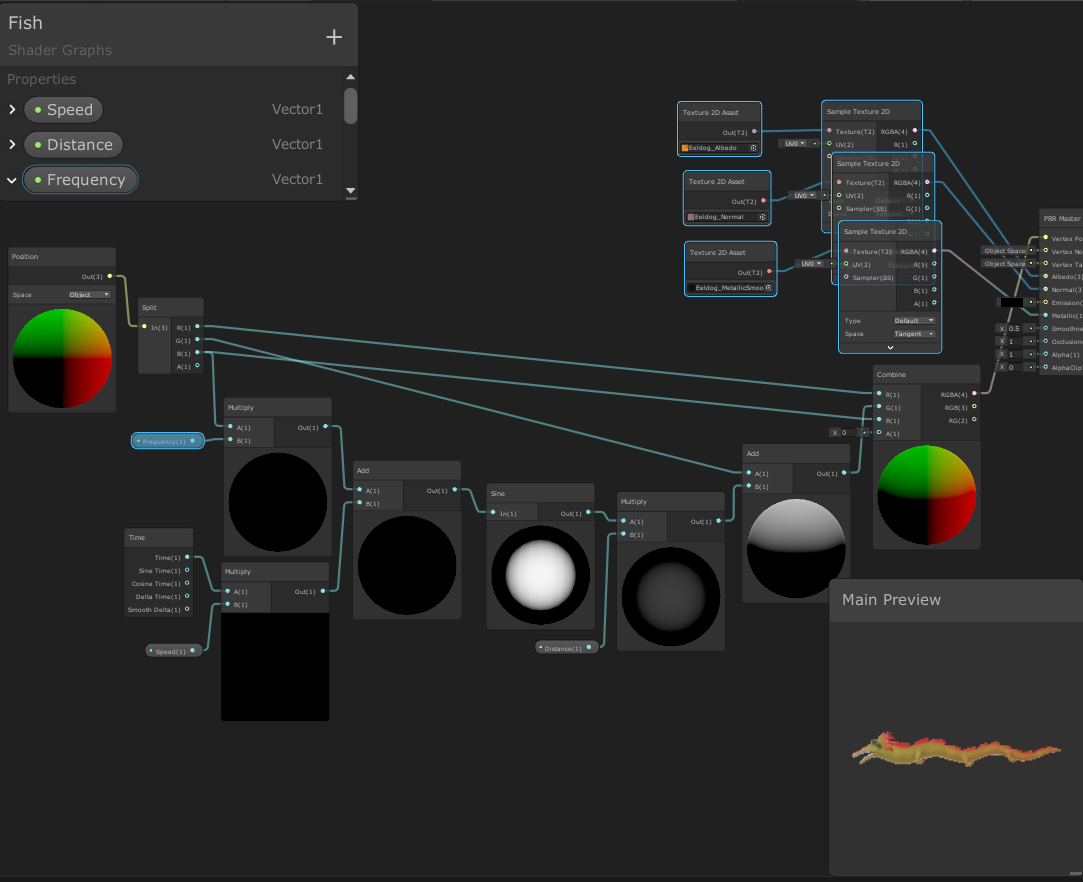 Fish
Shader Graphs
Properties
Speed Vector1
Distance Vector1
Frequency Vector1
Texture 2D Asset
Out(T2)
Eeldog_Albedo
Sample Texture 2D
Texture(T2) RGBA(4)
UV0 UV(2) R(1)
Texture 2D Asset
Out(T2)
Eeldog_Normal
Sample Texture 2D
Texture(T2) RGBA(4)
UV0 UV(2) R(1)
Sampler(SS) G(1)
Texture 2D Asset
Out(T2)
Eeldog_MetallicSmoo
Sample Texture 2D
Texture(T2) RGBA(4)
UV0 UV(2) R(1)
Sampler(SS) G(1)
B(1)
A(1)
Type Default
Space Tangent
PBR Master
Vertex Po
Object Space Vertex No
Object Space Vertex Ta
Albedo(3)
Normal(3)
Emission(
Metallic(1
X 0.5 Smoothne
X 1 Occlusion
X 1 Alpha(1)
X 0 AlphaClip
Position
Out(3)
Space Object
Split
In(3) R(1)
G(1)
B(1)
A(1)
Combine
R(1) RGBA(4)
G(1) RGB(3)
B(1) RG(2)
X 0 A(1)
Multiply
A(1) Out(1)
B(1)
Frequency(1)
Add
A(1) Out(1)
B(1)
Sine
In(1) Out(1)
Multiply
A(1) Out(1)
B(1)
Add
A(1) Out(1)
B(1)
Time
Time(1)
Sine Time(1)
Cosine Time(1)
Delta Time(1)
Smooth Delta(1)
Multiply
A(1) Out(1)
B(1)
Speed(1)
Distance(1)
Main Preview